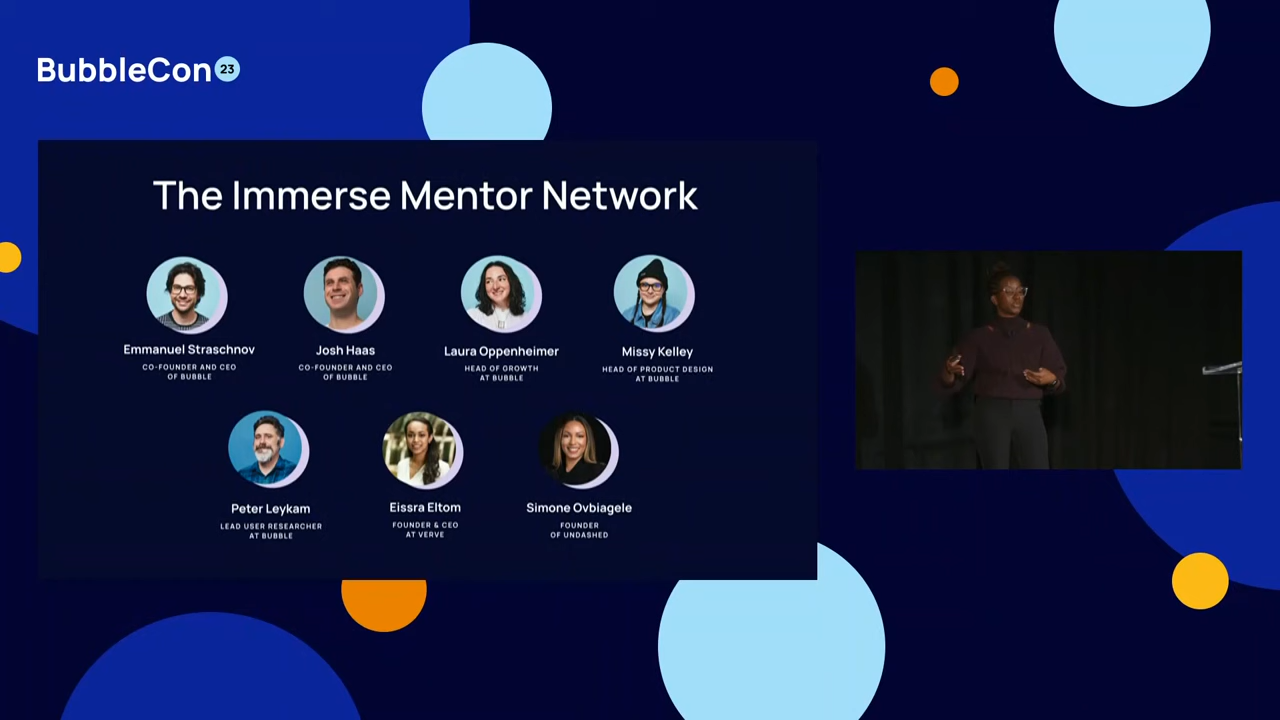 BubbleCon 23
The Immerse Mentor Network
Emmanuel Straschnov
CO-FOUNDER AND CEO
OF BUBBLE
Josh Haas
CO-FOUNDER AND CEO
OF BUBBLE
Laura Oppenheimer
HEAD OF GROWTH
AT BUBBLE
Missy Kelley
HEAD OF PRODUCT DESIGN
AT BUBBLE
Peter Leykam
LEAD USER RESEARCHER
AT BUBBLE
Eissra Eltom
FOUNDER & CEO
AT VERVE
Simone Ovbiagele
FOUNDER
OF UNDASHED